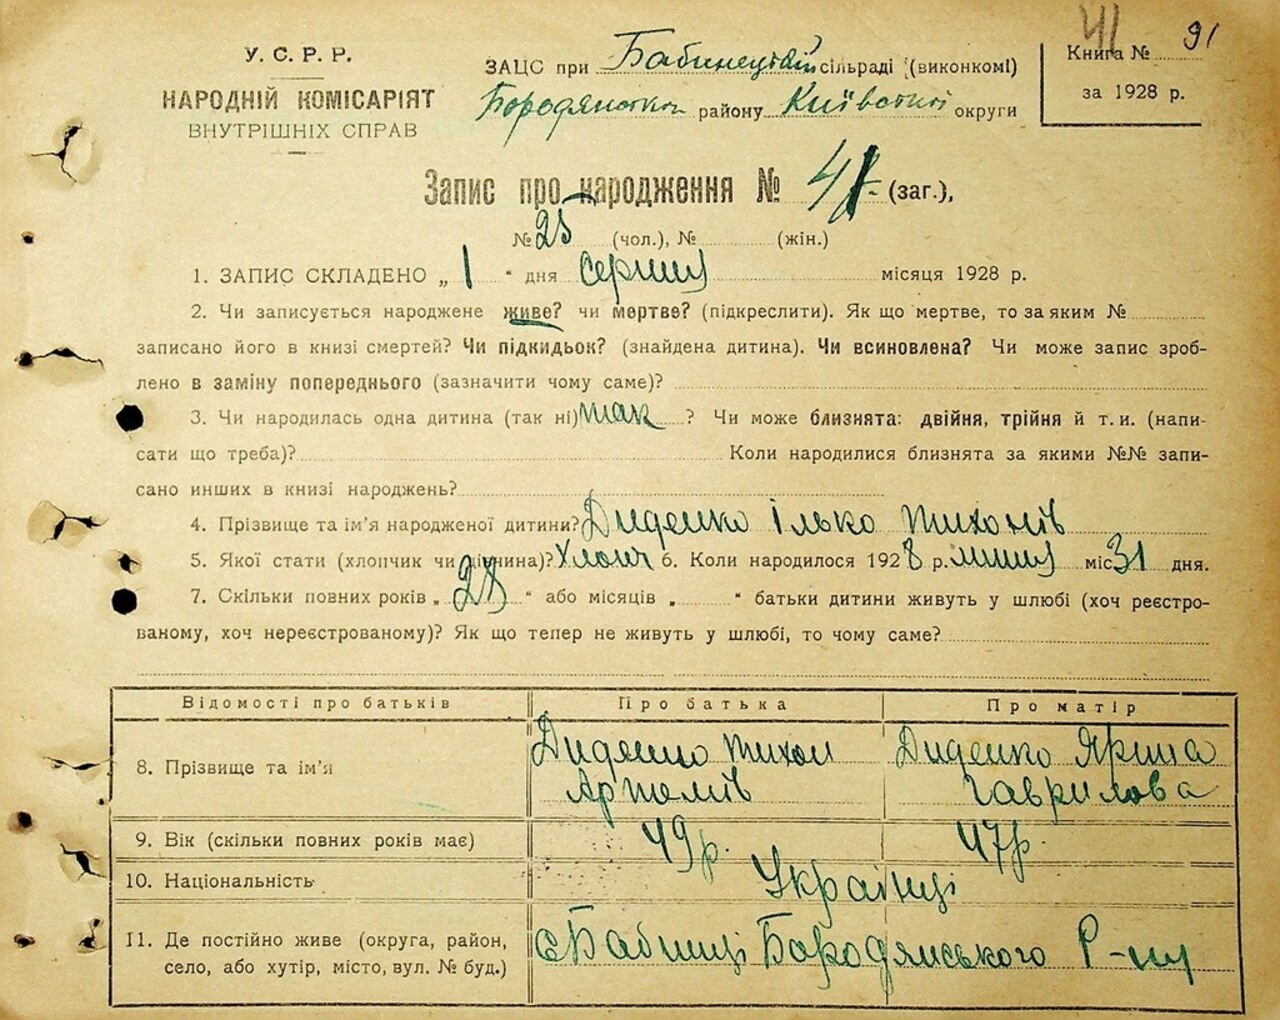 41 91
У. С. Р. Р.
НАРОДНІЙ КОМІСАРІЯТ
ВНУТРІШНІХ СПРАВ
ЗАЦС при Бабинецькій сільраді (виконкомі)
Бородянського району Київської округи
Книга №
за 1928 р.
Запис про народження № 41 (заг.),
№ 25 (чол.), № (жін.)
1. ЗАПИС СКЛАДЕНО „ 1 “ дня серпня місяця 1928 р.
2. Чи записується народжене живе? чи мертве? (підкреслити). Як що мертве, то за яким №
записано його в книзі смертей? Чи підкидьок? (знайдена дитина). Чи всиновлена? Чи може запис зроб-
лено в заміну попереднього (зазначити чому саме)?
3. Чи народилась одна дитина (так ні) так ? Чи може близнята: двійня, трійня й т. и. (напи-
сати що треба)? Коли народилися близнята за якими №№ запи-
сано инших в книзі народжень?
4. Прізвище та ім'я народженої дитини? Диденко Ілько Тихонів
5. Якої стати (хлопчик чи дівчина)? Хлопч 6. Коли народилося 1928 р. липня міс 31 дня.
7. Скільки повних років „ 28 “ або місяців „ “ батьки дитини живуть у шлюбі (хоч реєстро-
ваному, хоч нереєстрованому)? Як що тепер не живуть у шлюбі, то чому саме?
Відомості про батьків Про батька Про матір
8. Прізвище та ім'я Диденко Тихон Артемів Диденко Ярина Гаврилова
9. Вік (скільки повних років має) 49 р. 47 р.
10. Національність Українці
11. Де постійно живе (округа, район,
село, або хутір, місто, вул. № буд.) с Бабинці Бородянського Р-ну